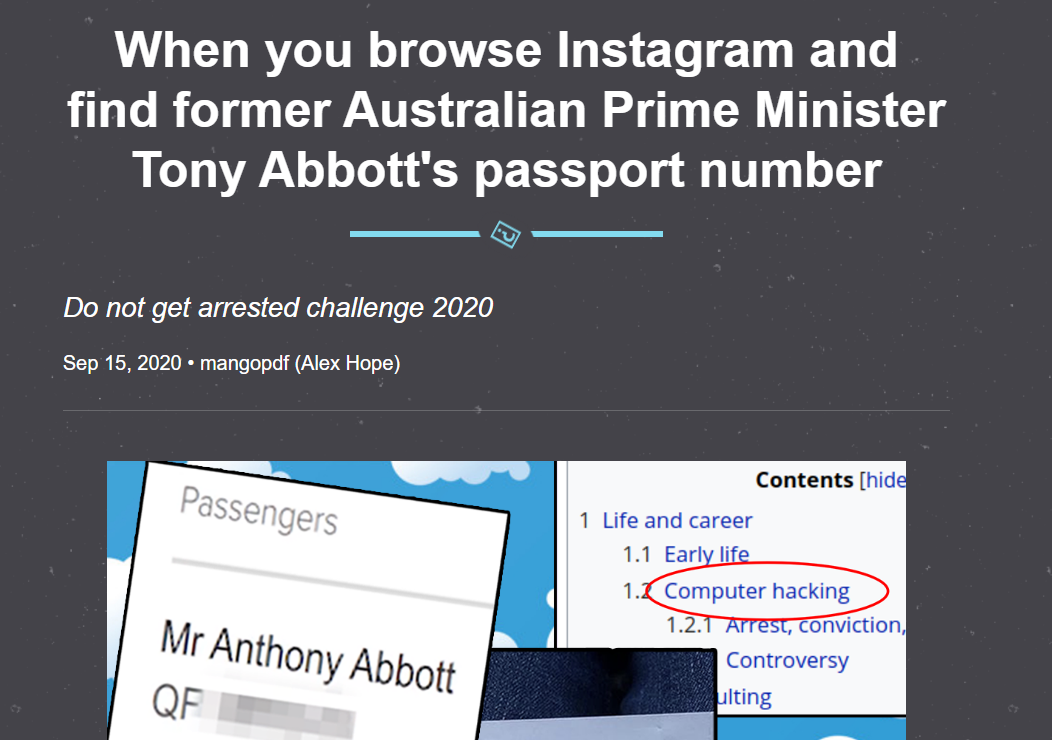 When you browse Instagram and
find former Australian Prime Minister
Tony Abbott's passport number
Do not get arrested challenge 2020
Sep 15, 2020 • mangopdf (Alex Hope)
Passengers
Mr Anthony Abbott
QF
Contents [hide
1 Life and career
1.1 Early life
1.2 Computer hacking
1.2.1 Arrest, conviction,
Controversy
ulting